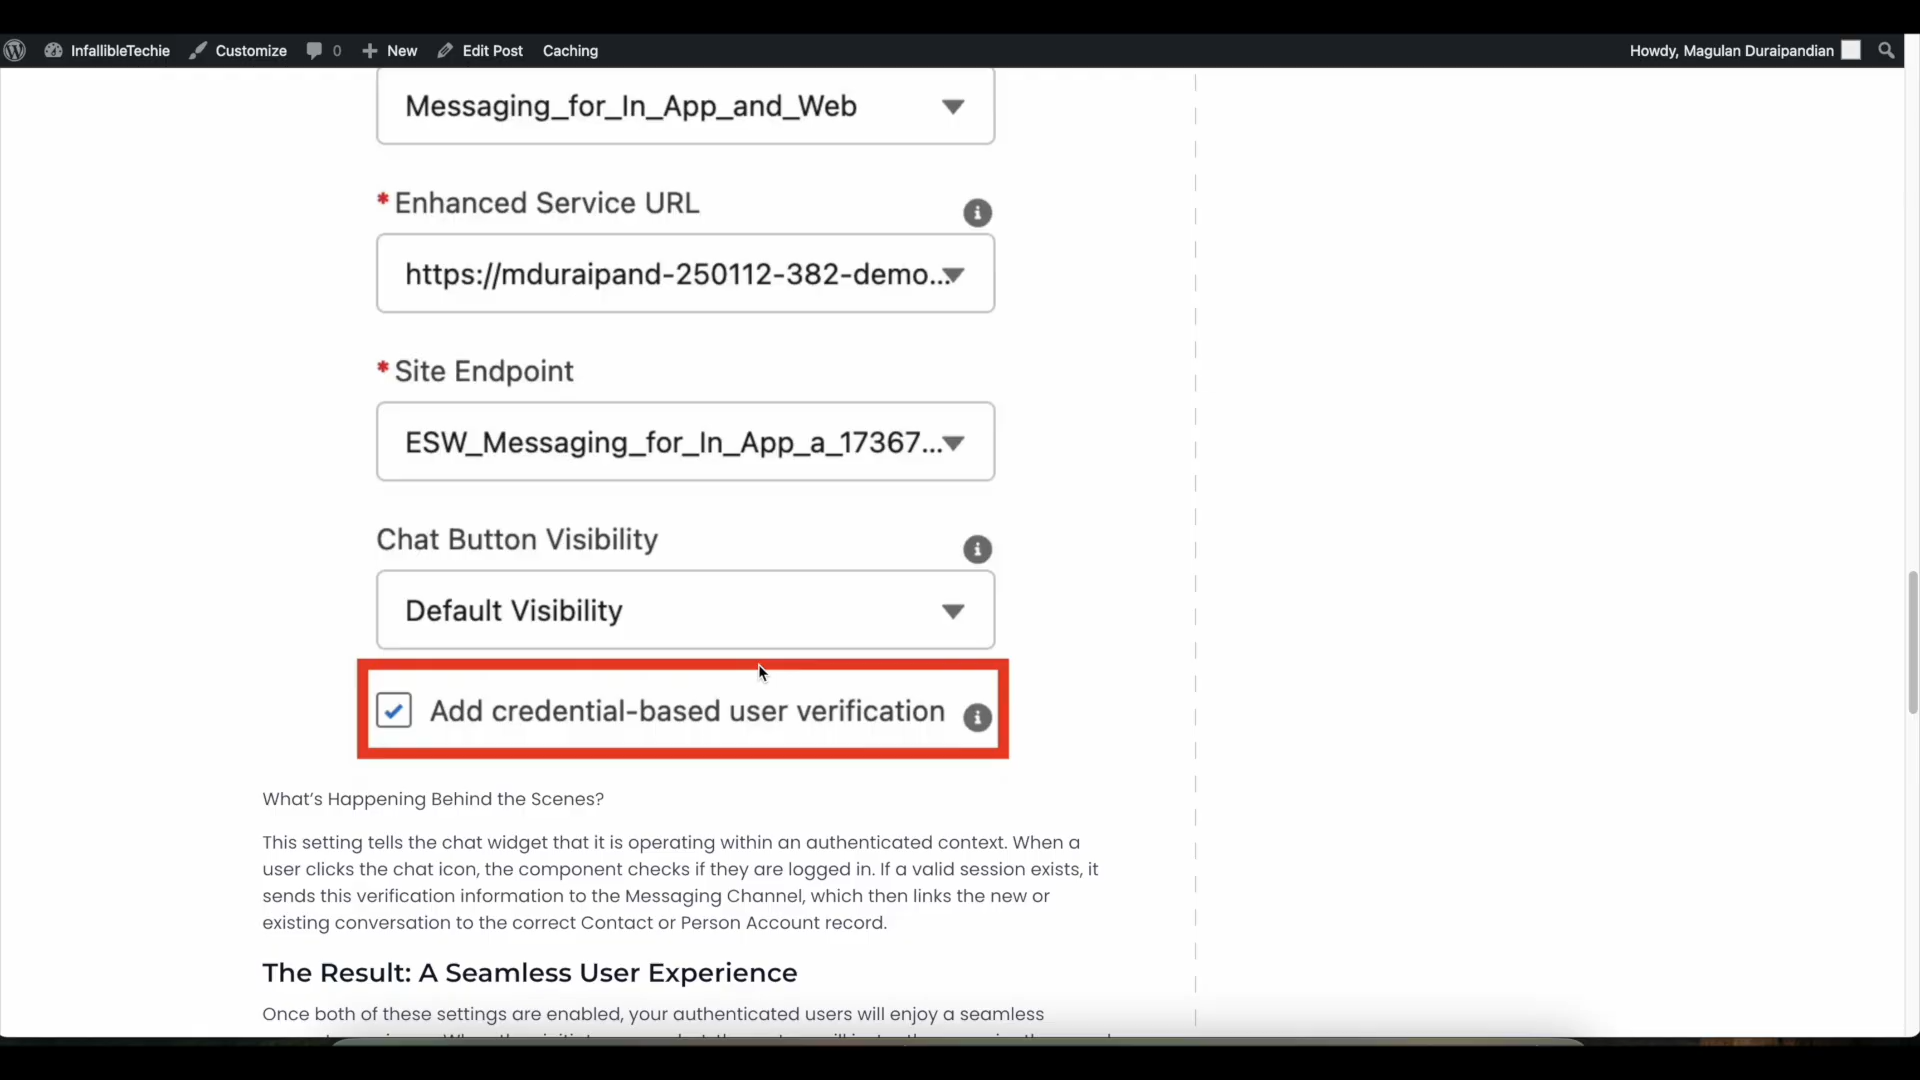 InfallibleTechie Customize 0 New Edit Post Caching Howdy, Magulan Duraipandian
Messaging_for_In_App_and_Web
* Enhanced Service URL
https://mduraipand-250112-382-demo...
* Site Endpoint
ESW_Messaging_for_In_App_a_17367...
Chat Button Visibility
Default Visibility
Add credential-based user verification
What's Happening Behind the Scenes?
This setting tells the chat widget that it is operating within an authenticated context. When a
user clicks the chat icon, the component checks if they are logged in. If a valid session exists, it
sends this verification information to the Messaging Channel, which then links the new or
existing conversation to the correct Contact or Person Account record.
The Result: A Seamless User Experience
Once both of these settings are enabled, your authenticated users will enjoy a seamless